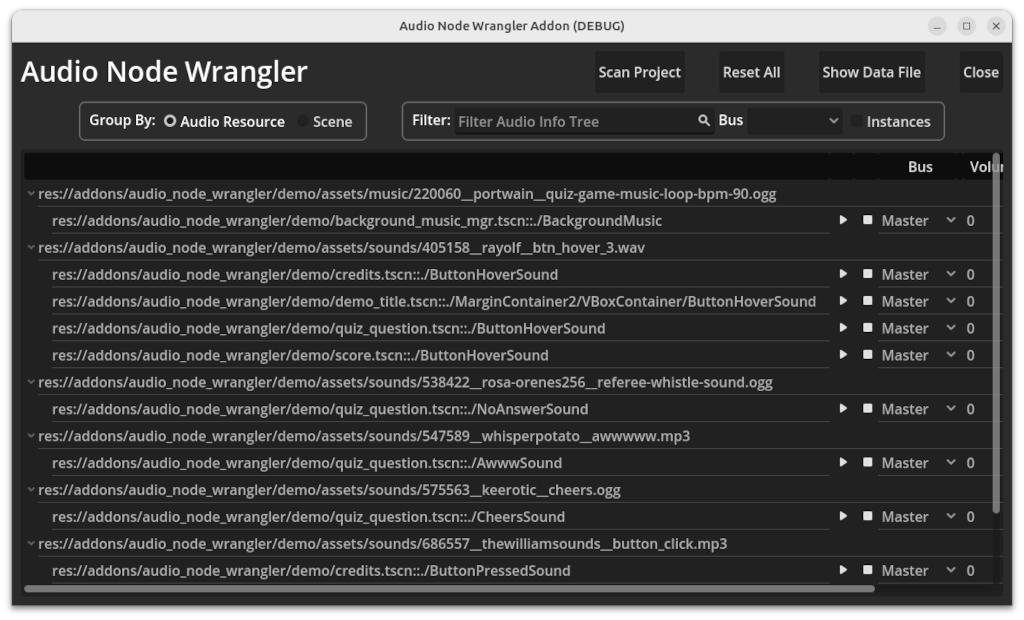 Audio Node Wrangler Addon (DEBUG)
Audio Node Wrangler Scan Project Reset All Show Data File Close
Group By: Audio Resource Scene Filter: Filter Audio Info Tree Bus Instances
Bus Volu
res://addons/audio_node_wrangler/demo/assets/music/220060__portwain__quiz-game-music-loop-bpm-90.ogg
res://addons/audio_node_wrangler/demo/background_music_mgr.tscn::./BackgroundMusic Master 0
res://addons/audio_node_wrangler/demo/assets/sounds/405158__rayolf__btn_hover_3.wav
res://addons/audio_node_wrangler/demo/credits.tscn::./ButtonHoverSound Master 0
res://addons/audio_node_wrangler/demo/demo_title.tscn::./MarginContainer2/VBoxContainer/ButtonHoverSound Master 0
res://addons/audio_node_wrangler/demo/quiz_question.tscn::./ButtonHoverSound Master 0
res://addons/audio_node_wrangler/demo/score.tscn::./ButtonHoverSound Master 0
res://addons/audio_node_wrangler/demo/assets/sounds/538422__rosa-orenes256__referee-whistle-sound.ogg
res://addons/audio_node_wrangler/demo/quiz_question.tscn::./NoAnswerSound Master 0
res://addons/audio_node_wrangler/demo/assets/sounds/547589__whisperpotato__awwwww.mp3
res://addons/audio_node_wrangler/demo/quiz_question.tscn::./AwwwSound Master 0
res://addons/audio_node_wrangler/demo/assets/sounds/575563__keerotic__cheers.ogg
res://addons/audio_node_wrangler/demo/quiz_question.tscn::./CheersSound Master 0
res://addons/audio_node_wrangler/demo/assets/sounds/686557__thewilliamsounds__button_click.mp3
res://addons/audio_node_wrangler/demo/credits.tscn::./ButtonPressedSound Master 0